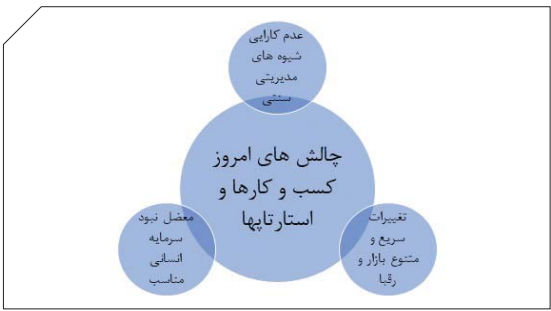 عدم کارایی
شیوه های
مدیریتی
سنتی
چالش های امروز
کسب و کارها و
استارتاپها
معضل نبود
سرمایه
انسانی
مناسب
تغییرات
سریع و
متنوع بازار و
رقبا